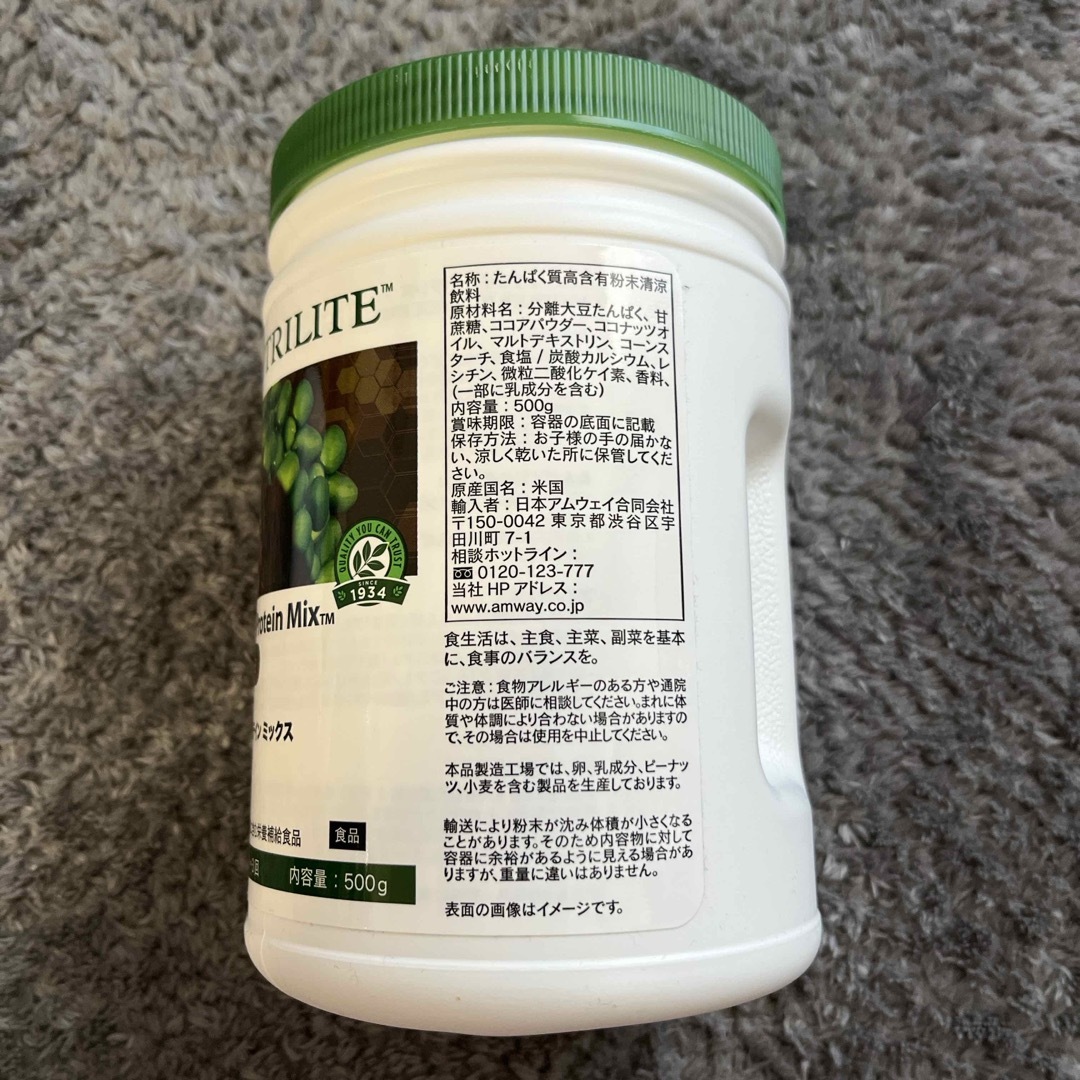 TRILITE™
QUALITY YOU CAN TRUST
SINCE
1934
Protein Mix™
ミックス
栄養補給食品
食品
回
内容量：500g
名称：たんぱく質高含有粉末清涼
飲料
原材料名：分離大豆たんぱく、甘
蔗糖、ココアパウダー、ココナッツオ
イル、マルトデキストリン、コーンス
ターチ、食塩/炭酸カルシウム、レ
シチン、微粒二酸化ケイ素、香料、
(一部に乳成分を含む)
内容量：500g
賞味期限：容器の底面に記載
保存方法：お子様の手の届かな
い、涼しく乾いた所に保管してくだ
さい。
原産国名：米国
輸入者：日本アムウェイ合同会社
〒150-0042 東京都渋谷区宇
田川町 7-1
相談ホットライン：
0120-123-777
当社 HP アドレス：
www.amway.co.jp
食生活は、主食、主菜、副菜を基本
に、食事のバランスを。
ご注意：食物アレルギーのある方や通院
中の方は医師に相談してください。まれに体
質や体調により合わない場合がありますの
で、その場合は使用を中止してください。
本品製造工場では、卵、乳成分、ピーナッ
ツ、小麦を含む製品を生産しております。
輸送により粉末が沈み体積が小さくなる
ことがあります。そのため内容物に対して
容器に余裕があるように見える場合があ
りますが、重量に違いはありません。
表面の画像はイメージです。